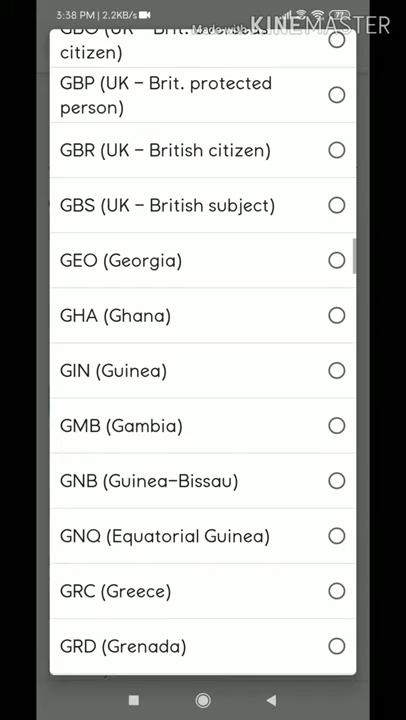 3:38 PM | 2.2KB/s
Made with KINEMASTER
citizen)
GBP (UK – Brit. protected
person)
GBR (UK – British citizen)
GBS (UK – British subject)
GEO (Georgia)
GHA (Ghana)
GIN (Guinea)
GMB (Gambia)
GNB (Guinea-Bissau)
GNQ (Equatorial Guinea)
GRC (Greece)
GRD (Grenada)